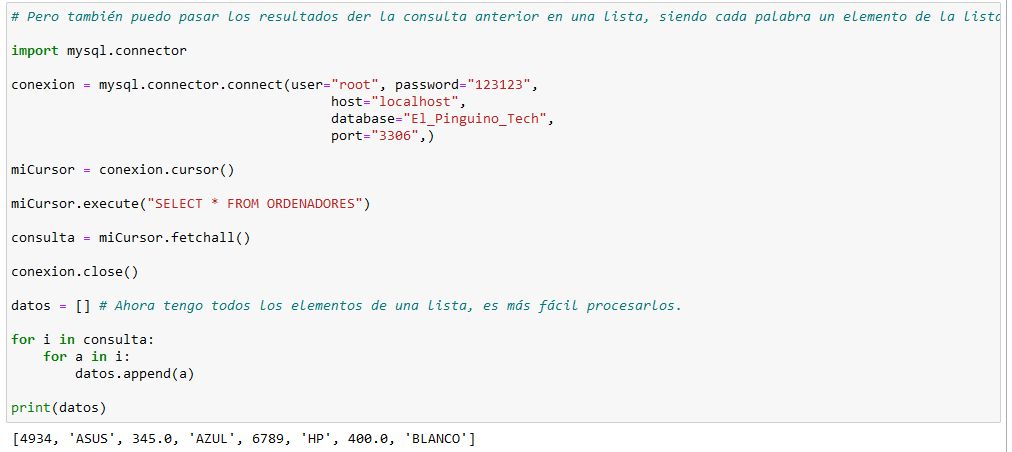 # Pero también puedo pasar los resultados der la consulta anterior en una lista, siendo cada palabra un elemento de la lista
import mysql.connector
conexion = mysql.connector.connect(user="root", password="123123",
                                        host="localhost",
                                        database="El_Pinguino_Tech",
                                        port="3306",)
miCursor = conexion.cursor()
miCursor.execute("SELECT * FROM ORDENADORES")
consulta = miCursor.fetchall()
conexion.close()
datos = [] # Ahora tengo todos los elementos de una lista, es más fácil procesarlos.
for i in consulta:
    for a in i:
        datos.append(a)
print(datos)
[4934, 'ASUS', 345.0, 'AZUL', 6789, 'HP', 400.0, 'BLANCO']